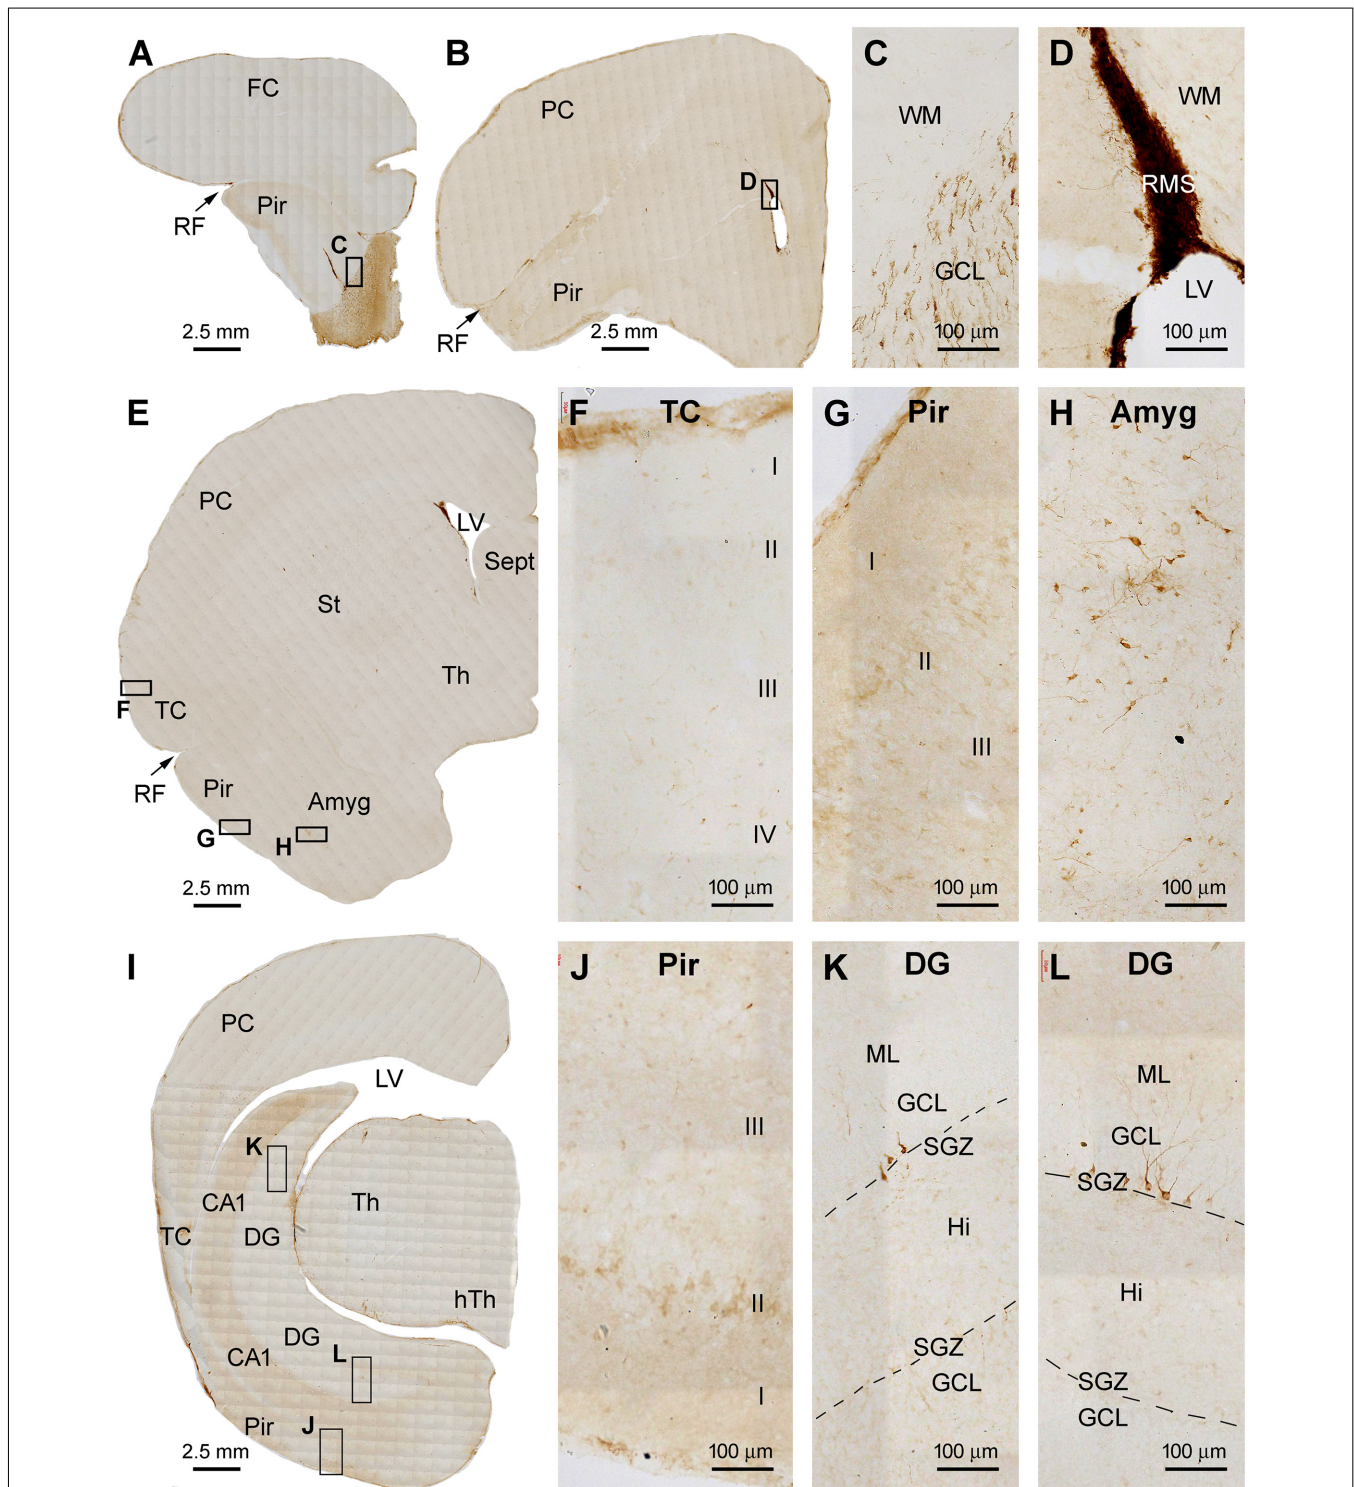 A
FC
Pir
RF
C
2.5 mm
B
PC
D
Pir
RF
2.5 mm
C
WM
GCL
100 µm
D
WM
RMS
LV
100 µm
E
PC
LV
Sept
St
Th
F
TC
RF
Pir
Amyg
G
H
2.5 mm
F TC
I
II
III
IV
100 µm
G Pir
I
II
III
100 µm
H Amyg
100 µm
I
PC
LV
K
CA1
Th
TC
DG
hTh
DG
CA1
L
Pir
J
2.5 mm
J Pir
III
II
I
100 µm
K DG
ML
GCL
SGZ
Hi
SGZ
GCL
100 µm
L DG
ML
GCL
SGZ
Hi
SGZ
GCL
100 µm